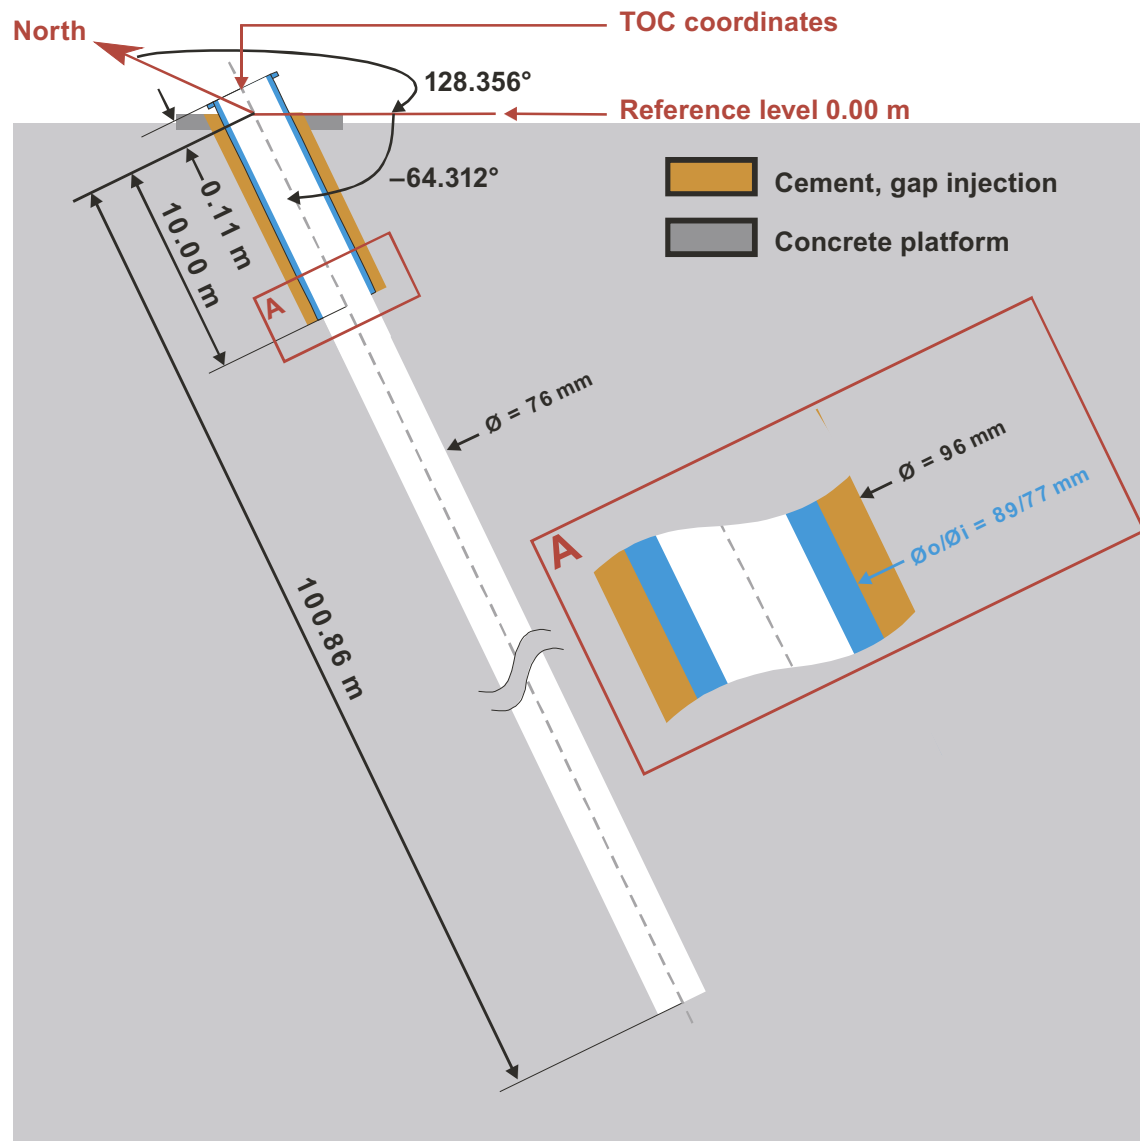 TOC coordinates
North
128.356°
Reference level 0.00 m
–64.312°
Cement, gap injection
0.11 m
10.00 m
Concrete platform
A
Ø = 76 mm
Ø = 96 mm
Øo/Øi = 89/77 mm
A
100.86 m